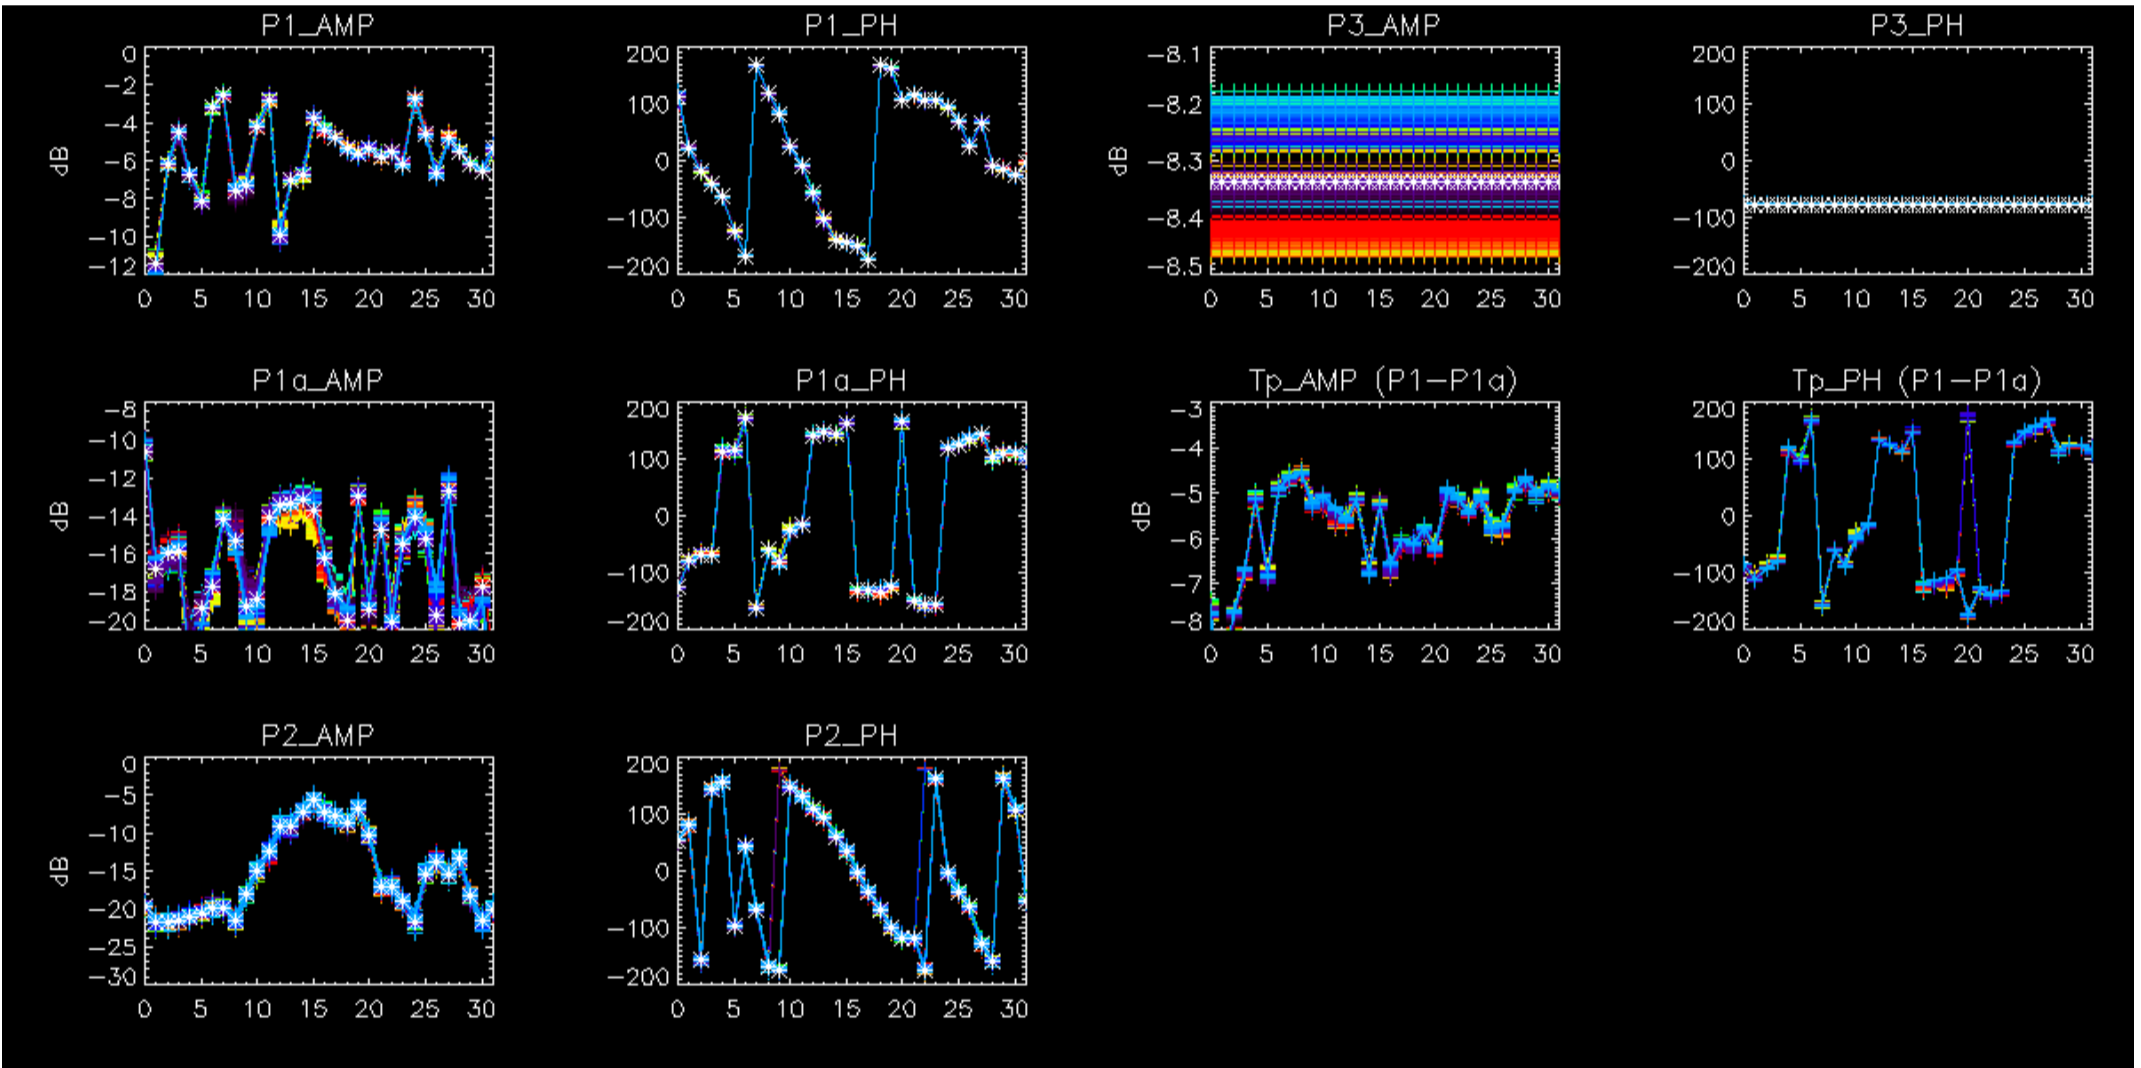 P1_AMP
0
-2
-4
-6
-8
-10
-12
dB
0 5 10 15 20 25 30
P1_PH
200
100
0
-100
-200
0 5 10 15 20 25 30
P3_AMP
-8.1
-8.2
-8.3
-8.4
-8.5
dB
0 5 10 15 20 25 30
P3_PH
200
100
0
-100
-200
0 5 10 15 20 25 30
P1a_AMP
-8
-10
-12
-14
-16
-18
-20
dB
0 5 10 15 20 25 30
P1a_PH
200
100
0
-100
-200
0 5 10 15 20 25 30
Tp_AMP (P1-P1a)
-3
-4
-5
-6
-7
-8
dB
0 5 10 15 20 25 30
Tp_PH (P1-P1a)
200
100
0
-100
-200
0 5 10 15 20 25 30
P2_AMP
0
-5
-10
-15
-20
-25
-30
dB
0 5 10 15 20 25 30
P2_PH
200
100
0
-100
-200
0 5 10 15 20 25 30